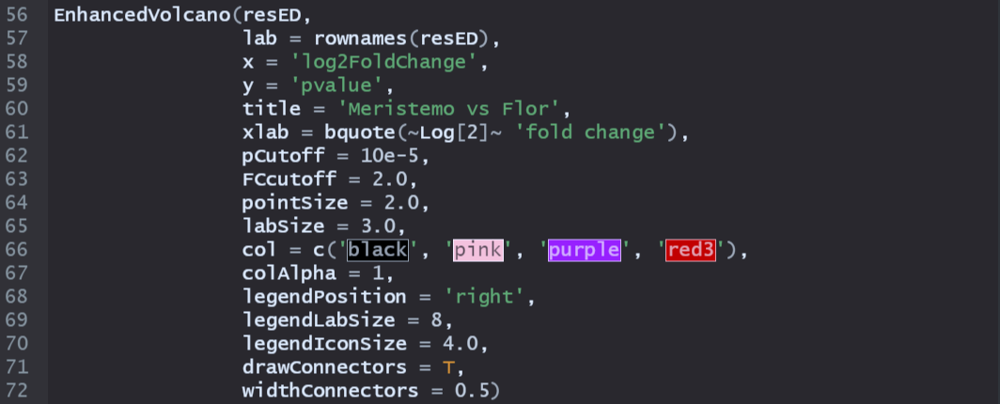 56 EnhancedVolcano(resED,
57 lab = rownames(resED),
58 x = 'log2FoldChange',
59 y = 'pvalue',
60 title = 'Meristemo vs Flor',
61 xlab = bquote(~Log[2]~ 'fold change'),
62 pCutoff = 10e-5,
63 FCcutoff = 2.0,
64 pointSize = 2.0,
65 labSize = 3.0,
66 col = c('black', 'pink', 'purple', 'red3'),
67 colAlpha = 1,
68 legendPosition = 'right',
69 legendLabSize = 8,
70 legendIconSize = 4.0,
71 drawConnectors = T,
72 widthConnectors = 0.5)